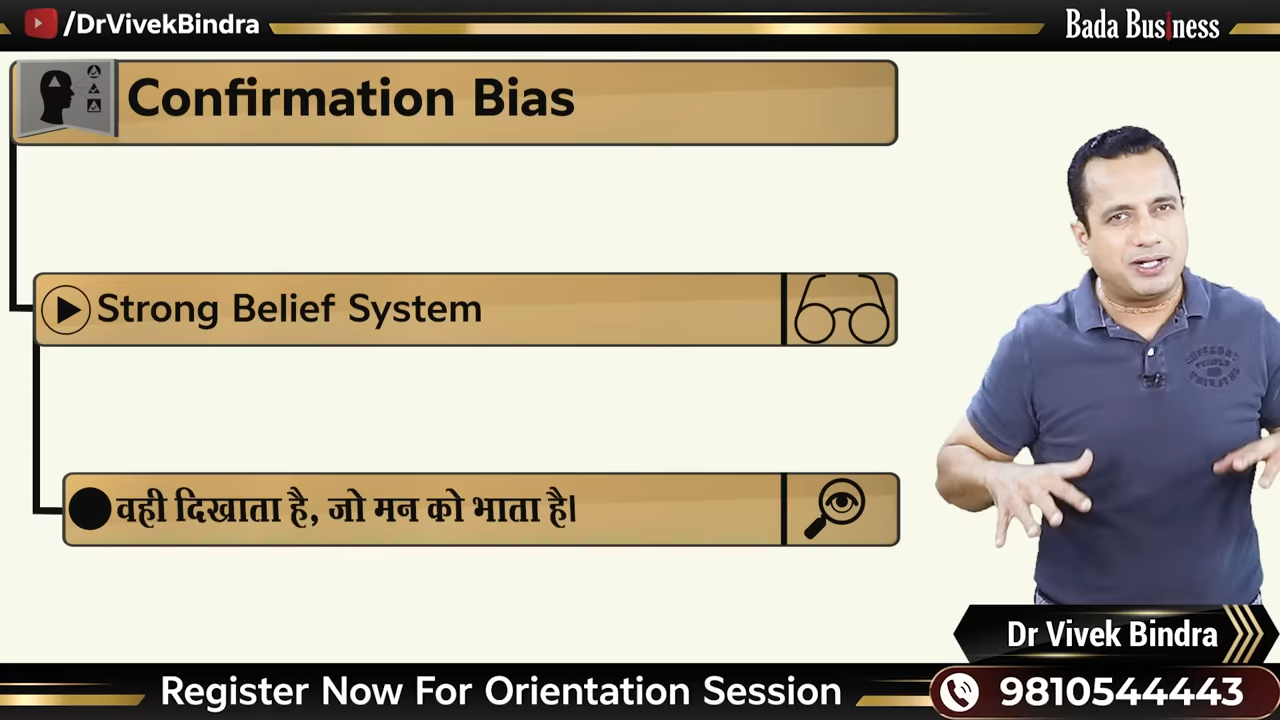 /DrVivekBindra
Bada Business
Confirmation Bias
Strong Belief System
वही दिखाता है, जो मन को भाता है।
Dr Vivek Bindra
Register Now For Orientation Session
9810544443